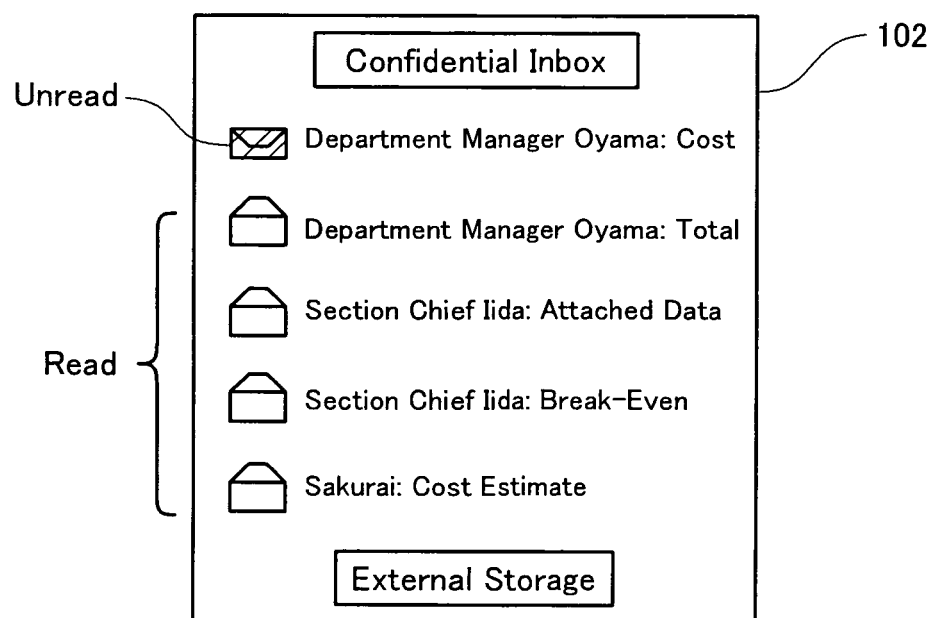 102
Confidential Inbox
Unread
Department Manager Oyama: Cost
Department Manager Oyama: Total
Section Chief Iida: Attached Data
Read
Section Chief Iida: Break-Even
Sakurai: Cost Estimate
External Storage